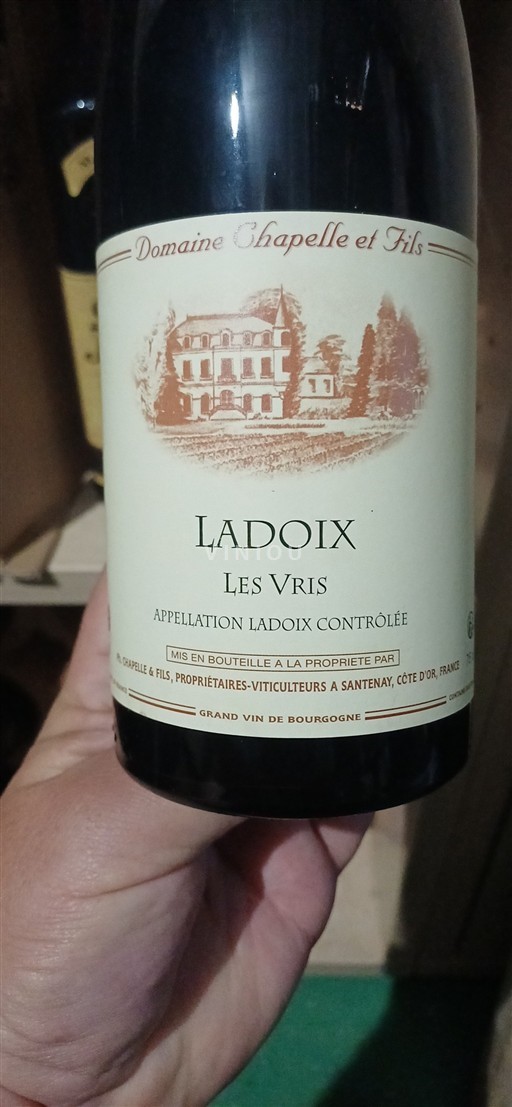 Domaine Chapelle et Fils
LADOIX
VINIOU
LES VRIS
APPELLATION LADOIX CONTRÔLÉE
MIS EN BOUTEILLE A LA PROPRIETE PAR
CHAPELLE & FILS, PROPRIÉTAIRES-VITICULTEURS A SANTENAY, CÔTE D'OR, FRANCE
GRAND VIN DE BOURGOGNE